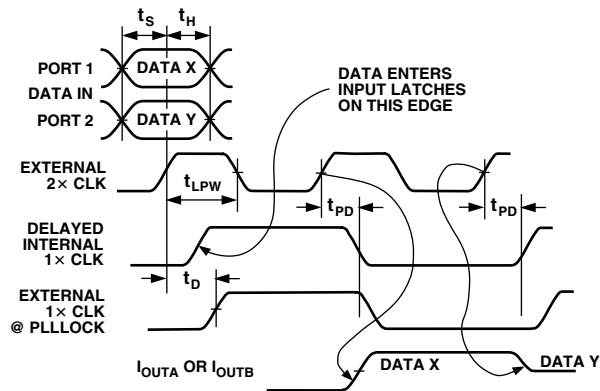 tS
tH
PORT 1
DATA X
DATA IN
PORT 2
DATA Y
DATA ENTERS
INPUT LATCHES
ON THIS EDGE
EXTERNAL
2× CLK
tLPW
tPD
tPD
DELAYED
INTERNAL
1× CLK
tD
EXTERNAL
1× CLK
@ PLLLOCK
IOUTA OR IOUTB
DATA X
DATA Y